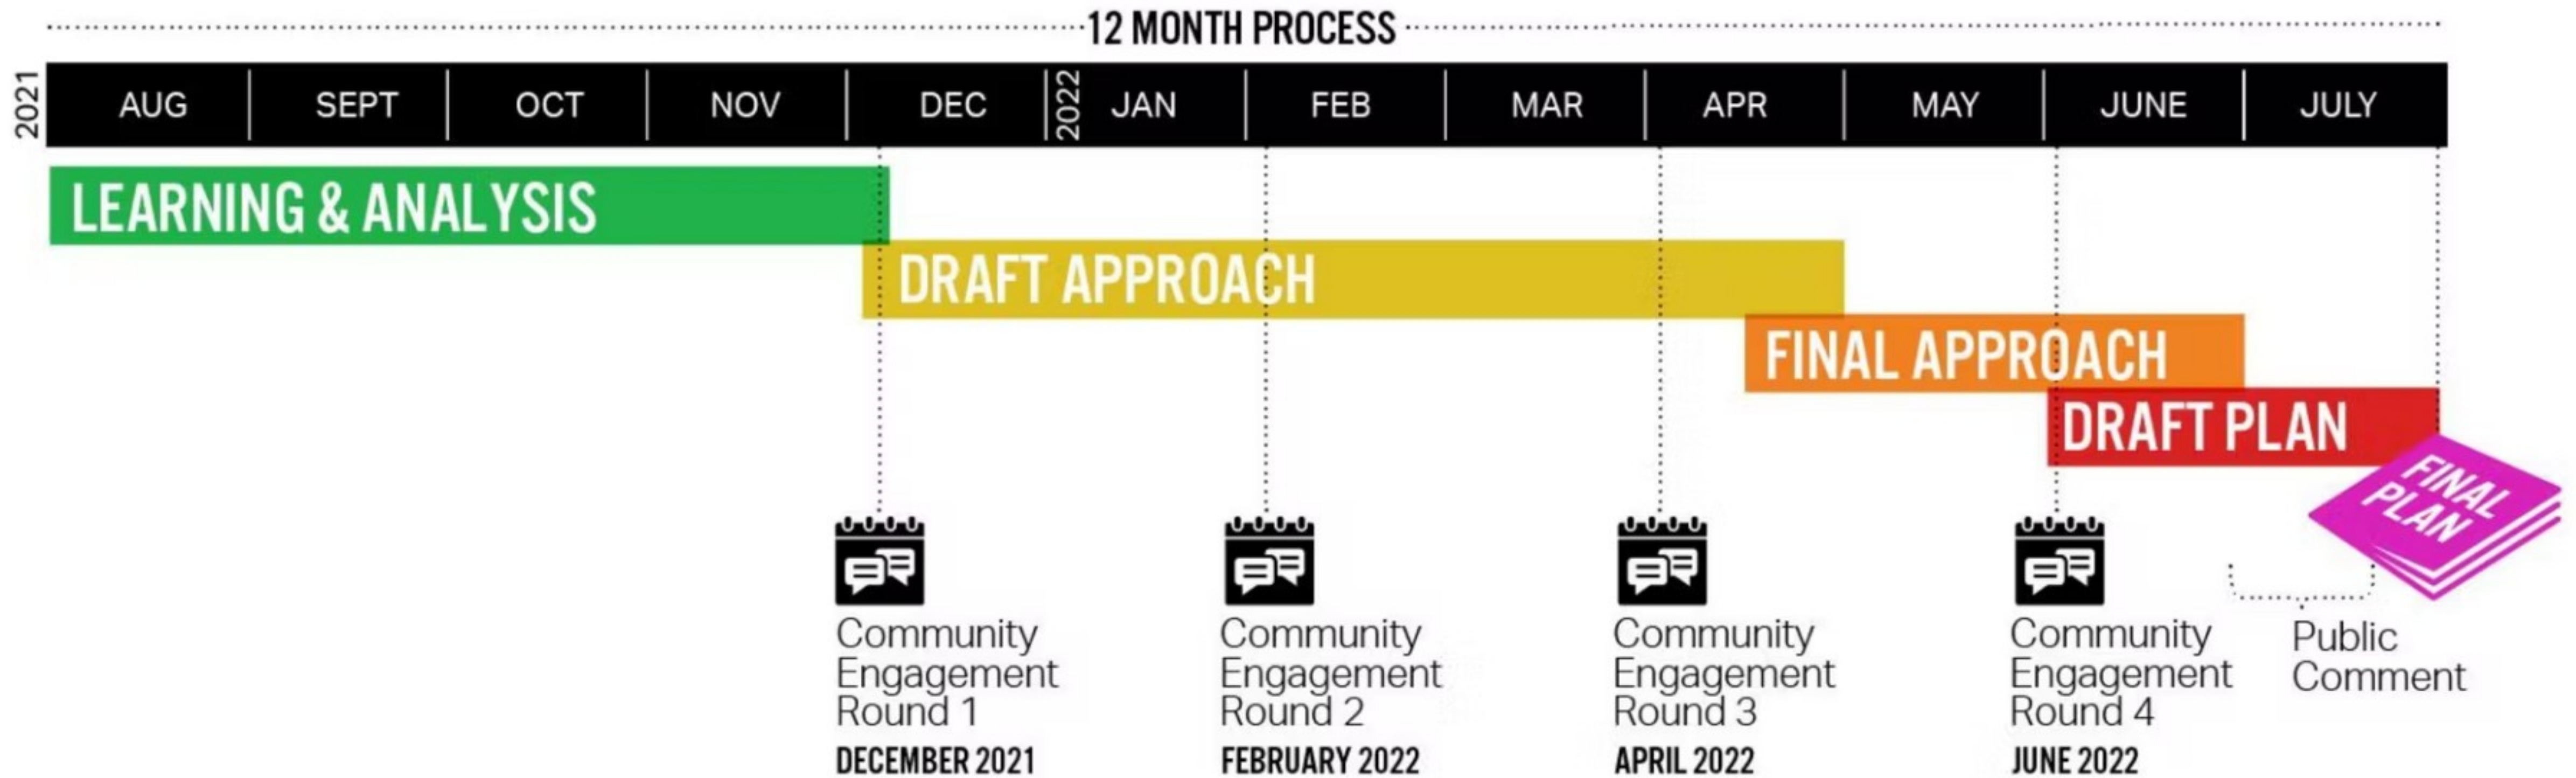 12 MONTH PROCESS
2021
AUG
SEPT
OCT
NOV
DEC
2022
JAN
FEB
MAR
APR
MAY
JUNE
JULY
LEARNING & ANALYSIS
DRAFT APPROACH
FINAL APPROACH
DRAFT PLAN
FINAL
PLAN
Community
Engagement
Round 1
DECEMBER 2021
Community
Engagement
Round 2
FEBRUARY 2022
Community
Engagement
Round 3
APRIL 2022
Community
Engagement
Round 4
JUNE 2022
Public
Comment